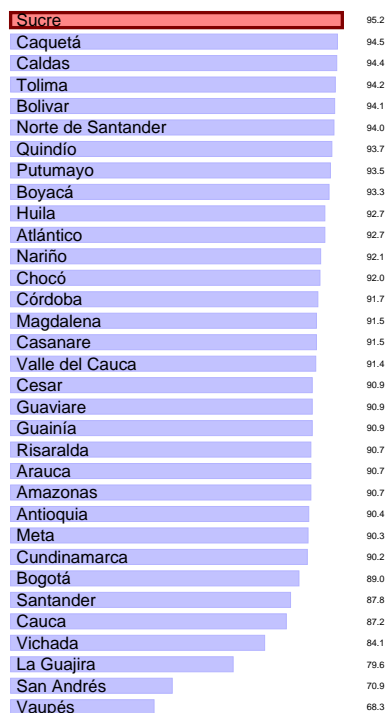 Sucre 95.2
Caquetá 94.5
Caldas 94.4
Tolima 94.2
Bolivar 94.1
Norte de Santander 94.0
Quindío 93.7
Putumayo 93.5
Boyacá 93.3
Huila 92.7
Atlántico 92.7
Nariño 92.1
Chocó 92.0
Córdoba 91.7
Magdalena 91.5
Casanare 91.5
Valle del Cauca 91.4
Cesar 90.9
Guaviare 90.9
Guainía 90.9
Risaralda 90.7
Arauca 90.7
Amazonas 90.7
Antioquia 90.4
Meta 90.3
Cundinamarca 90.2
Bogotá 89.0
Santander 87.8
Cauca 87.2
Vichada 84.1
La Guajira 79.6
San Andrés 70.9
Vaupés 68.3